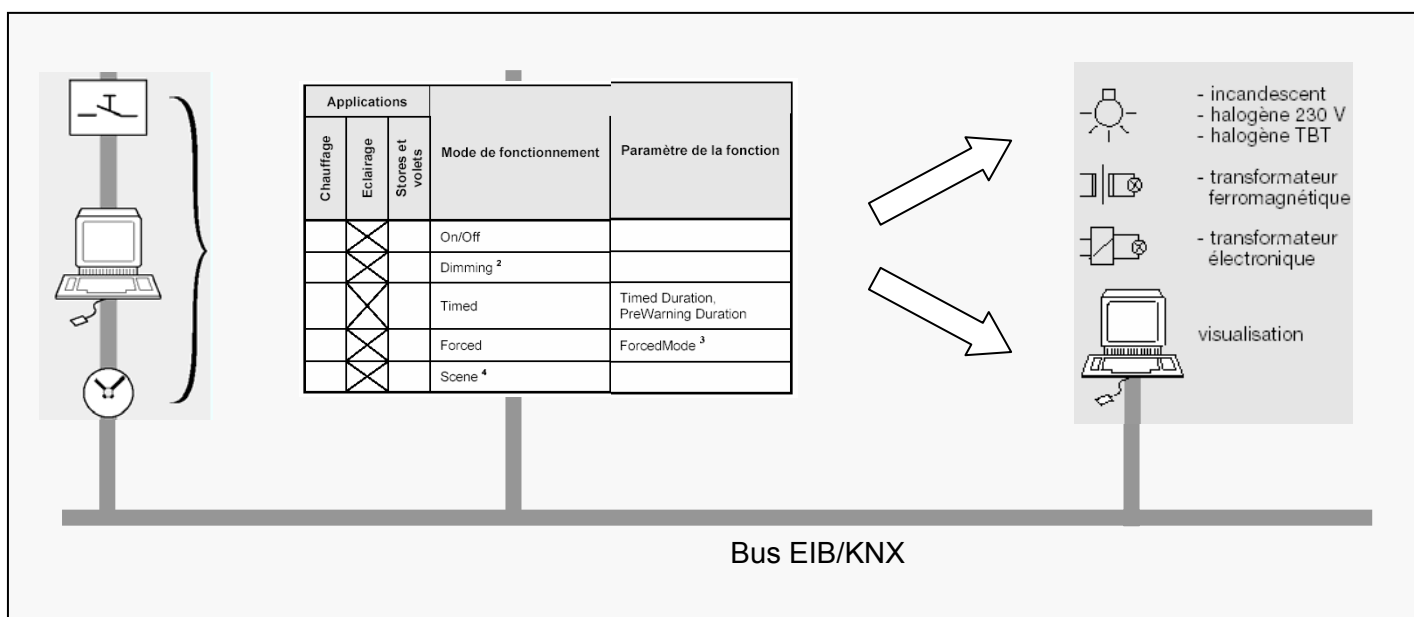 Applications
Chauffage
Eclairage
Stores et
volets
Mode de fonctionnement
Paramètre de la fonction
On/Off
Dimming ²
Timed
Timed Duration,
PreWarning Duration
Forced
ForcedMode ³
Scene ⁴
- incandescent
- halogène 230 V
- halogène TBT
- transformateur
ferromagnétique
- transformateur
électronique
visualisation
Bus EIB/KNX